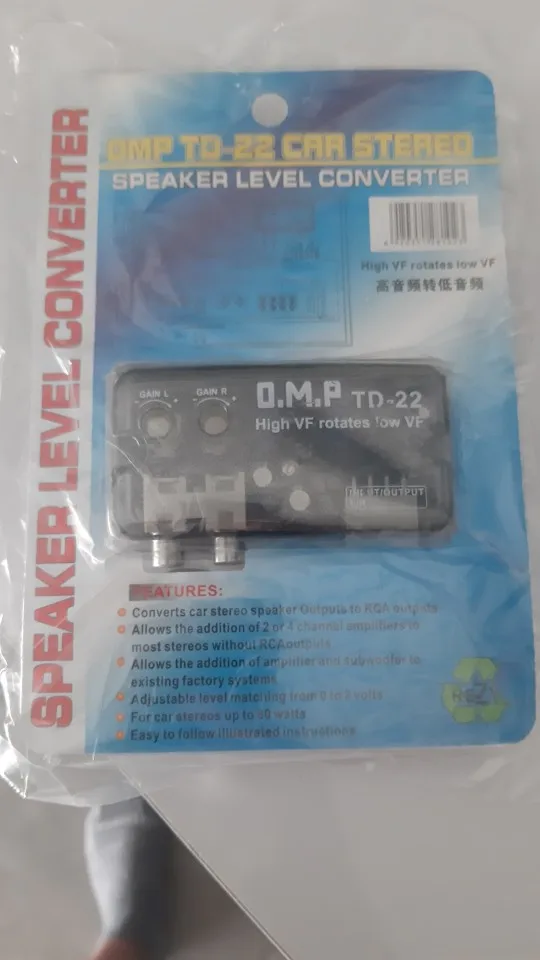 SPEAKER LEVEL CONVERTER
OMP TD-22 CAR STEREO
SPEAKER LEVEL CONVERTER
High VF rotates low VF
高音频转低音频
GAIN L
GAIN R
O.M.P TD-22
High VF rotates low VF
INPUT/OUTPUT
FEATURES:
Converts car stereo speaker Outputs to RCA outputs
Allows the addition of 2 or 4 channel amplifiers to
most stereos without RCA outputs
Allows the addition of amplifier and subwoofer to
existing factory systems
Adjustable level matching from 0 to volts
For car stereos up to watts
Easy to follow illustrated instructions